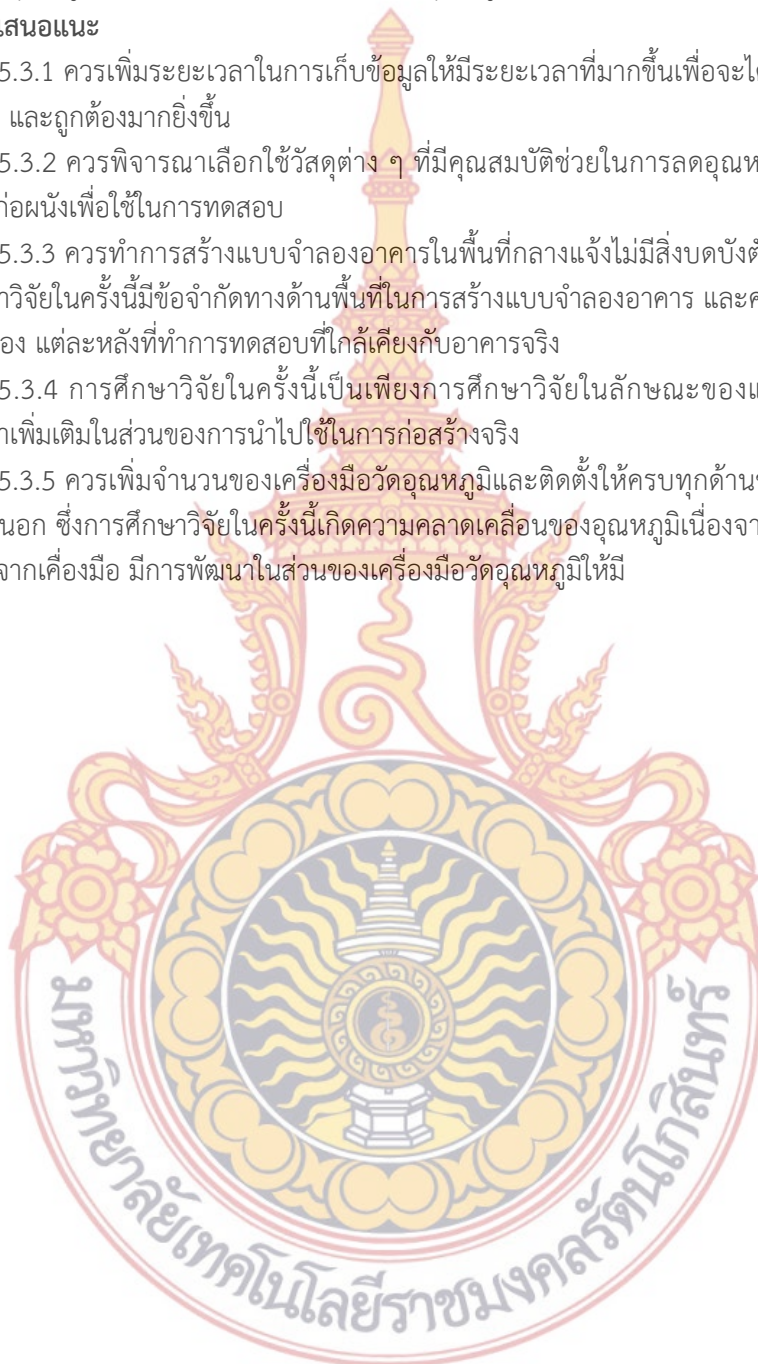 เสนอแนะ
5.3.1 ควรเพิ่มระยะเวลาในการเก็บข้อมูลให้มีระยะเวลาที่มากขึ้นเพื่อจะได้
และถูกต้องมากยิ่งขึ้น
5.3.2 ควรพิจารณาเลือกใช้วัสดุต่าง ๆ ที่มีคุณสมบัติช่วยในการลดอุณห
ก่อผนังเพื่อใช้ในการทดสอบ
5.3.3 ควรทำการสร้างแบบจำลองอาคารในพื้นที่กลางแจ้งไม่มีสิ่งบดบังตั
าวิจัยในครั้งนี้มีข้อจำกัดทางด้านพื้นที่ในการสร้างแบบจำลองอาคาร และค
อง แต่ละหลังที่ทำการทดสอบที่ใกล้เคียงกับอาคารจริง
5.3.4 การศึกษาวิจัยในครั้งนี้เป็นเพียงการศึกษาวิจัยในลักษณะของแ
าเพิ่มเติมในส่วนของการนำไปใช้ในการก่อสร้างจริง
5.3.5 ควรเพิ่มจำนวนของเครื่องมือวัดอุณหภูมิและติดตั้งให้ครบทุกด้าน
นอก ซึ่งการศึกษาวิจัยในครั้งนี้เกิดความคลาดเคลื่อนของอุณหภูมิเนื่องจา
จากเคื่องมือ มีการพัฒนาในส่วนของเครื่องมือวัดอุณหภูมิให้มี
มหาวิทยาลัยเทคโนโลยีราชมงคลรัตนโกสินทร์